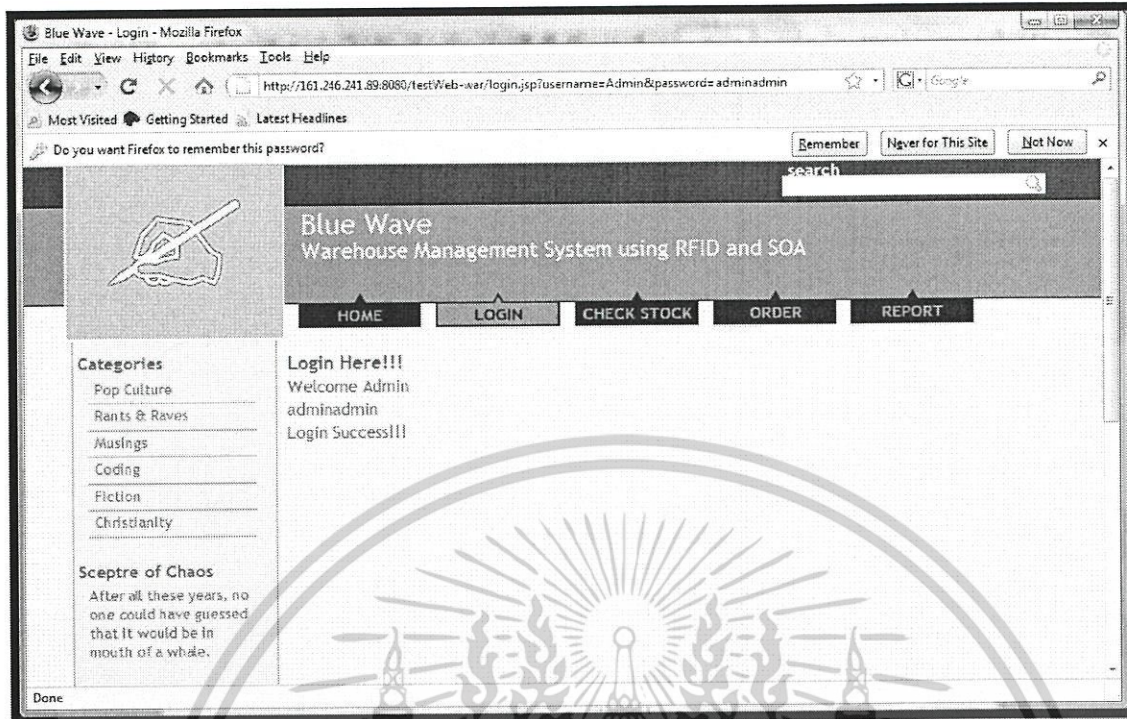 Blue Wave - Login - Mozilla Firefox
File Edit View History Bookmarks Tools Help
http://161.246.241.89:8080/testWeb-war/login.jsp?username=Admin&password=adminadmin
G Google
Most Visited Getting Started Latest Headlines
Do you want Firefox to remember this password?
Remember Never for This Site Not Now
search
Blue Wave
Warehouse Management System using RFID and SOA
HOME LOGIN CHECK STOCK ORDER REPORT
Categories
Pop Culture
Rants & Raves
Musings
Coding
Fiction
Christianity
Sceptre of Chaos
After all these years, no
one could have guessed
that it would be in
mouth of a whale.
Login Here!!!
Welcome Admin
adminadmin
Login Success!!!
Done